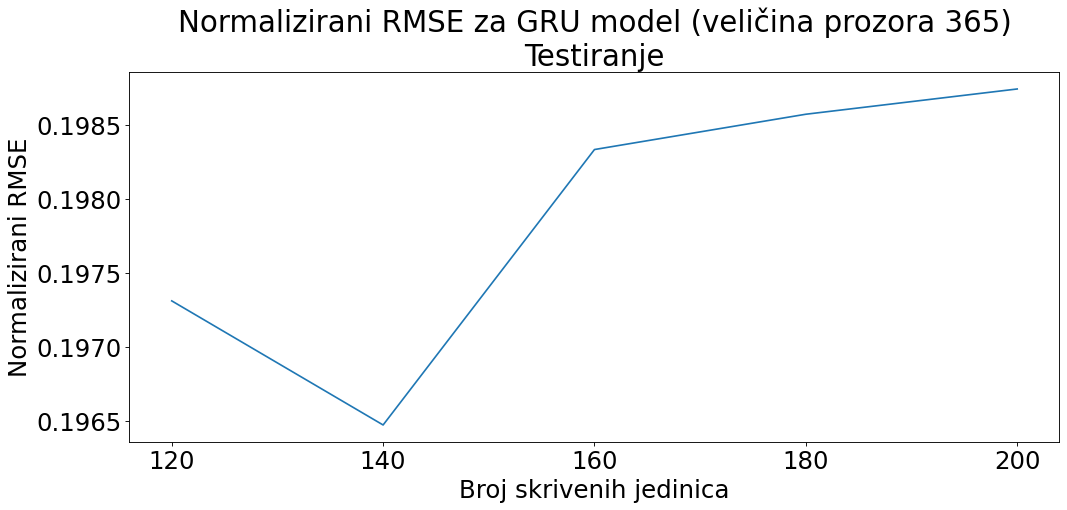 Normalizirani RMSE za GRU model (veličina prozora 365)
Testiranje
Normalizirani RMSE
0.1985
0.1980
0.1975
0.1970
0.1965
120 140 160 180 200
Broj skrivenih jedinica